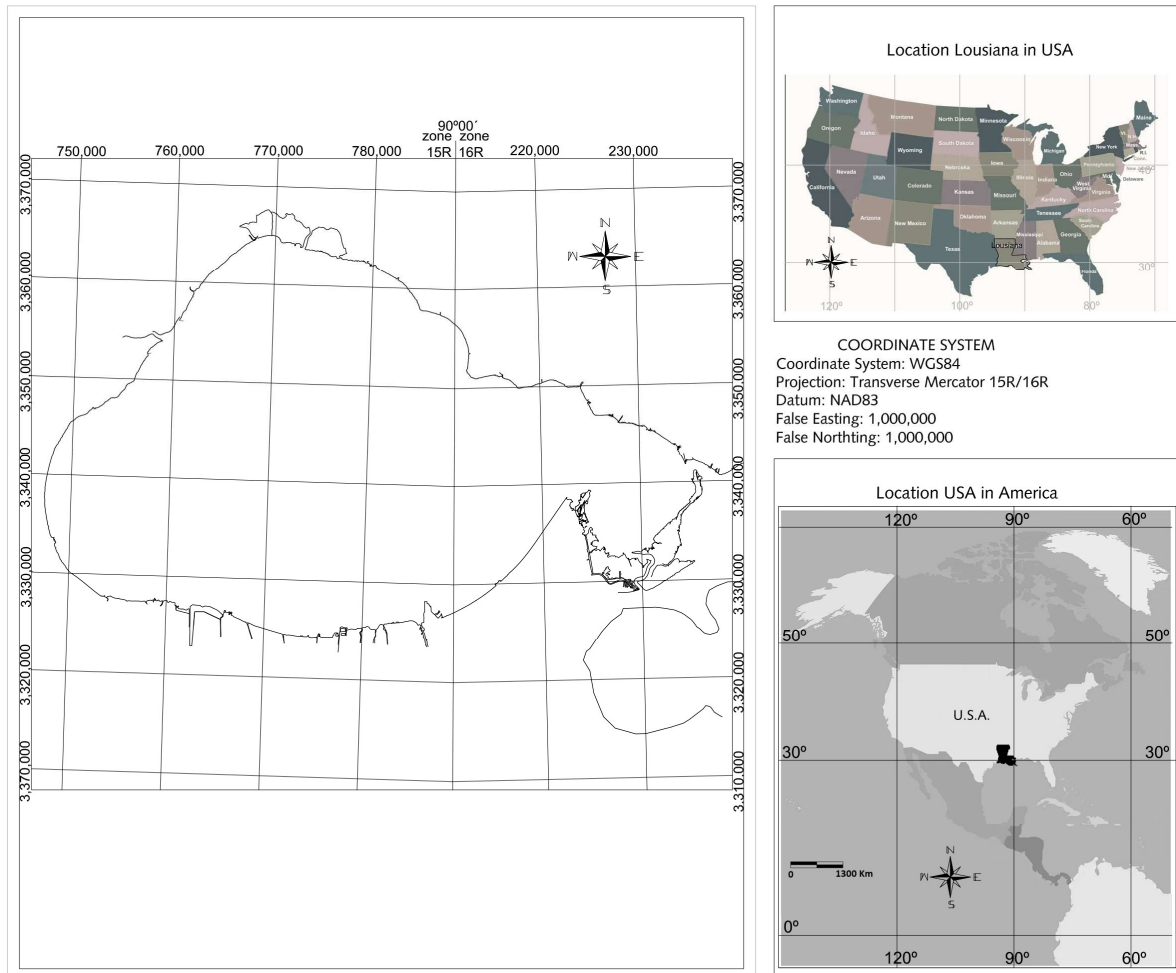 90º00´
zone zone
15R 16R
750,000 760,000 770,000 780,000 220,000 230,000
3.370.000 3.370.000
3.360.000 3.360.000
3.350.000 3.350.000
3.340.000 3.340.000
3.330.000 3.330.000
3.320.000 3.320.000
3,370.000 3.310.000
N
W E
S
Location Lousiana in USA
Washington
Montana
North Dakota
Minnesota
Maine
Oregon
Idaho
South Dakota
Wisconsin
Michigan
New York
Wyoming
Nebraska
Iowa
Pennsylvania
Nevada
Utah
Colorado
Kansas
Missouri
Illinois
Indiana
Ohio
West
Virginia
Virginia
Delaware
California
Kentucky
North Carolina
Tennessee
South
Carolina
Arizona
New Mexico
Oklahoma
Arkansas
Mississippi
Alabama
Georgia
Texas
Lousiana
Florida
40º
30º
N
W E
S
120º 100º 80º
COORDINATE SYSTEM
Coordinate System: WGS84
Projection: Transverse Mercator 15R/16R
Datum: NAD83
False Easting: 1,000,000
False Northting: 1,000,000
Location USA in America
120º 90º 60º
50º 50º
U.S.A.
30º 30º
0 1300 Km
N
W E
S
0º
120º 90º 60º